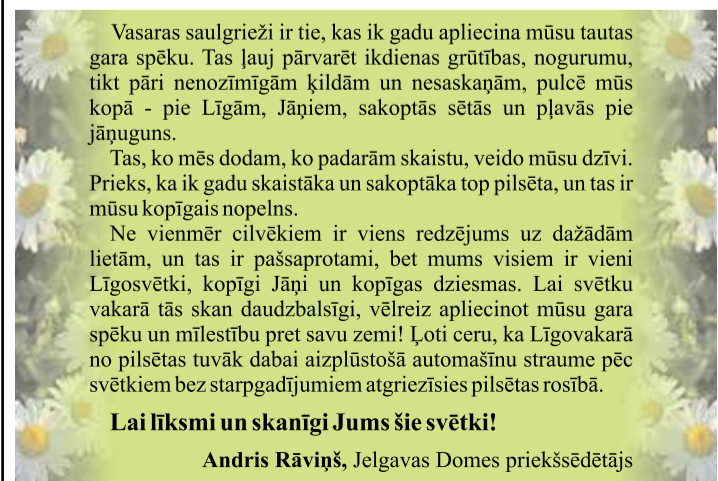 Vasaras saulgrieži ir tie, kas ik gadu apliecina mūsu tautas
gara spēku. Tas ļauj pārvarēt ikdienas grūtības, nogurumu,
tikt pāri nenozīmīgām ķildām un nesaskaņām, pulcē mūs
kopā - pie Līgām, Jāņiem, sakoptās sētās un pļavās pie
jāņuguns.
Tas, ko mēs dodam, ko padarām skaistu, veido mūsu dzīvi.
Prieks, ka ik gadu skaistāka un sakoptāka top pilsēta, un tas ir
mūsu kopīgais nopelns.
Ne vienmēr cilvēkiem ir viens redzējums uz dažādām
lietām, un tas ir pašsaprotami, bet mums visiem ir vieni
Līgosvētki, kopīgi Jāņi un kopīgas dziesmas. Lai svētku
vakarā tās skan daudzbalsīgi, vēlreiz apliecinot mūsu gara
spēku un mīlestību pret savu zemi! Ļoti ceru, ka Līgovakarā
no pilsētas tuvāk dabai aizplūstošā automašīnu straume pēc
svētkiem bez starpgadījumiem atgriezīsies pilsētas rosībā.
Lai līksmi un skanīgi Jums šie svētki!
Andris Rāviņš, Jelgavas Domes priekšsēdētājs